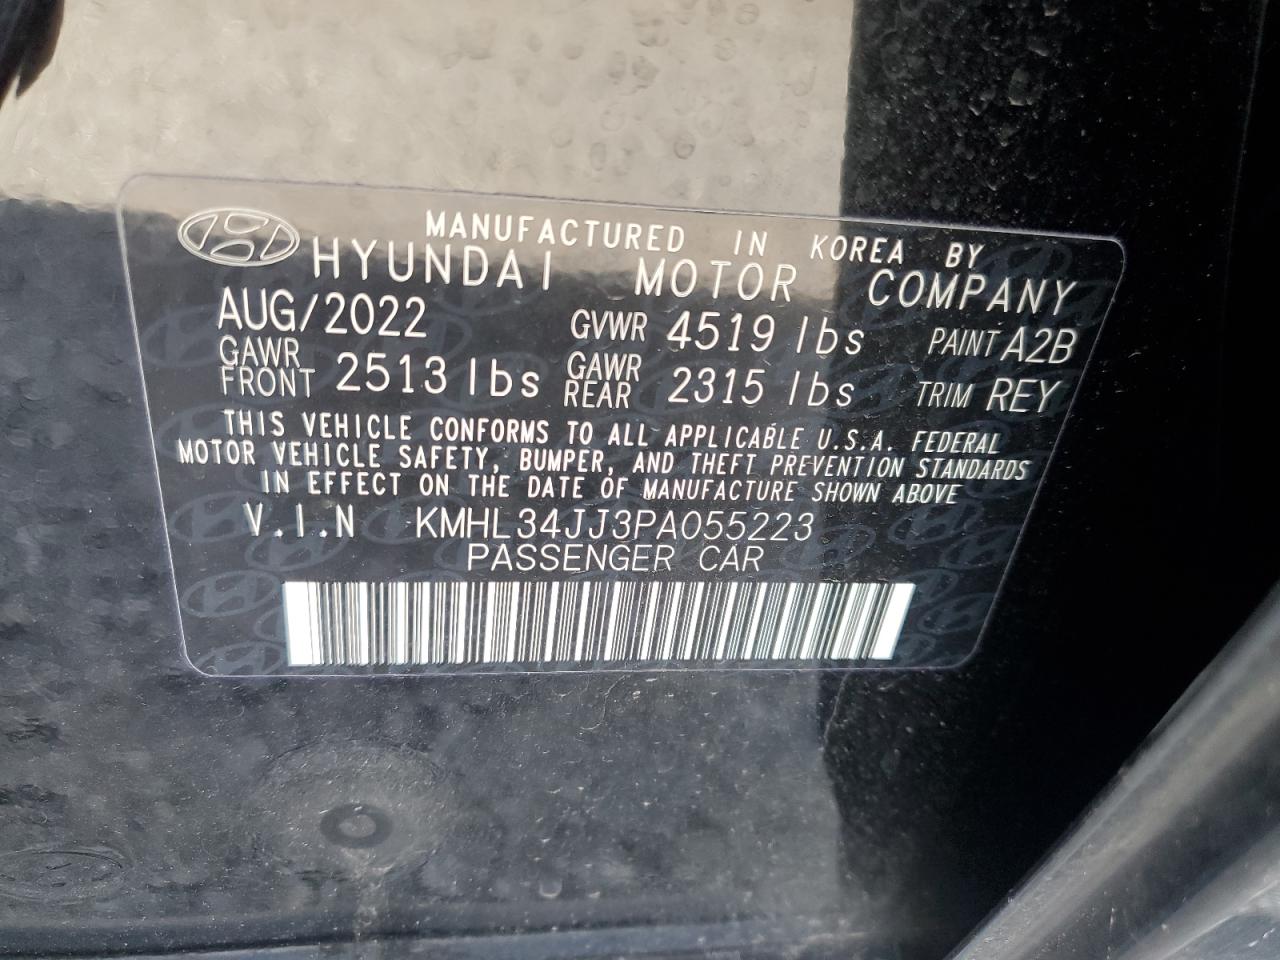 MANUFACTURED IN KOREA BY
HYUNDAI MOTOR COMPANY
AUG/2022 GVWR 4519 lbs PAINT A2B
GAWR FRONT 2513 lbs GAWR REAR 2315 lbs TRIM REY
THIS VEHICLE CONFORMS TO ALL APPLICABLE U.S.A. FEDERAL
MOTOR VEHICLE SAFETY, BUMPER, AND THEFT PREVENTION STANDARDS
IN EFFECT ON THE DATE OF MANUFACTURE SHOWN ABOVE
V.I.N KMHL34JJ3PA055223
PASSENGER CAR